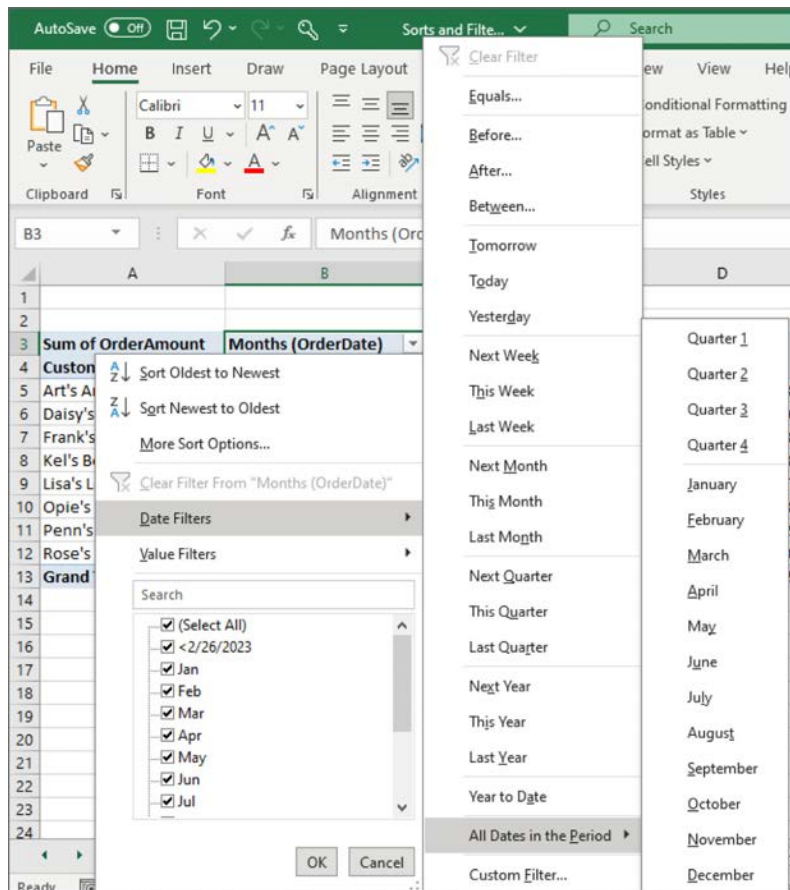 AutoSave Off Sorts and Filte... Search
File Home Insert Draw Page Layout ew View Help
Calibri 11
onditional Formatting
B I U A A
ormat as Table
Paste
ell Styles
Clipboard Font Alignment Styles
B3 fx Months (Ord
A B D
1
2
3 Sum of OrderAmount Months (OrderDate)
4 Custon
5 Art's A
6 Daisy's
7 Frank's
8 Kel's B
9 Lisa's L
10 Opie's
11 Penn's
12 Rose's
13 Grand
14
15
16
17
18
19
20
21
22
23
24
Sort Oldest to Newest
Sort Newest to Oldest
More Sort Options...
Clear Filter From "Months (OrderDate)"
Date Filters
Value Filters
Search
(Select All)
<2/26/2023
Jan
Feb
Mar
Apr
May
Jun
Jul
OK Cancel
Clear Filter
Equals...
Before...
After...
Between...
Tomorrow
Today
Yesterday
Next Week
This Week
Last Week
Next Month
This Month
Last Month
Next Quarter
This Quarter
Last Quarter
Next Year
This Year
Last Year
Year to Date
All Dates in the Period
Custom Filter...
Quarter 1
Quarter 2
Quarter 3
Quarter 4
January
February
March
April
May
June
July
August
September
October
November
December
Ready